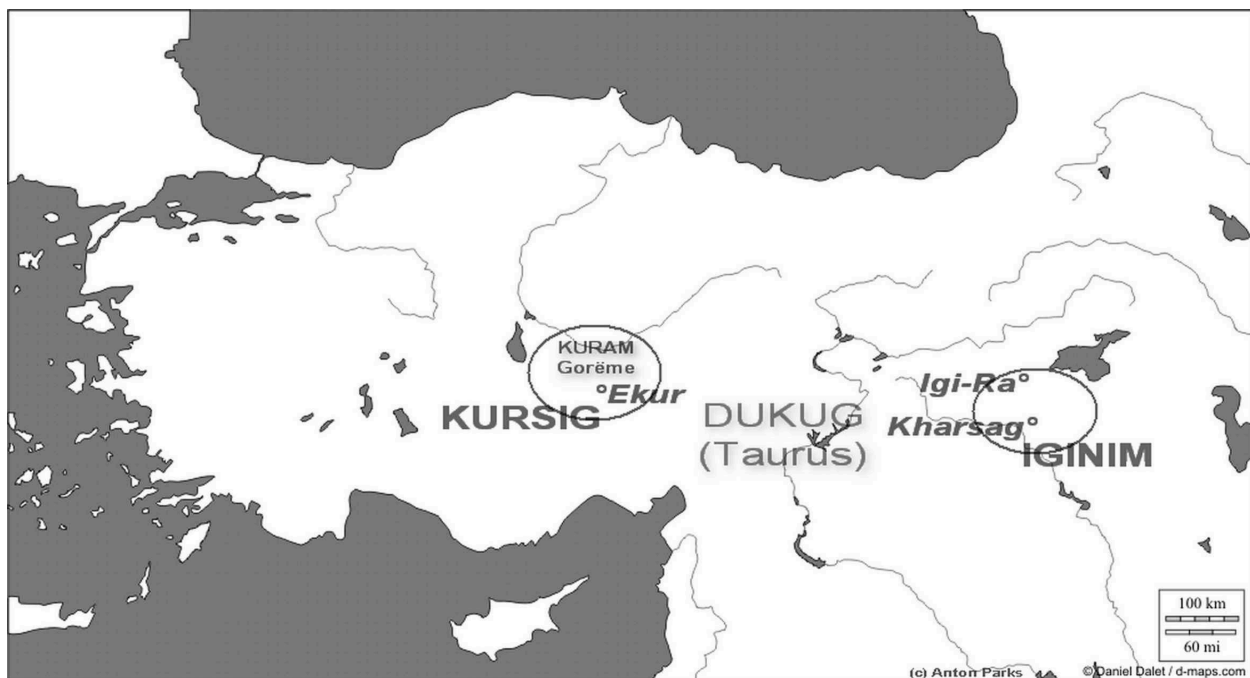 KURAM
Gorëme
°Ekur
KURSIG
DUKUG
(Taurus)
Igi-Ra°
Kharsag°
IGINIM
100 km
60 mi
(c) Anton Parks
© Daniel Dalet / d-maps.com